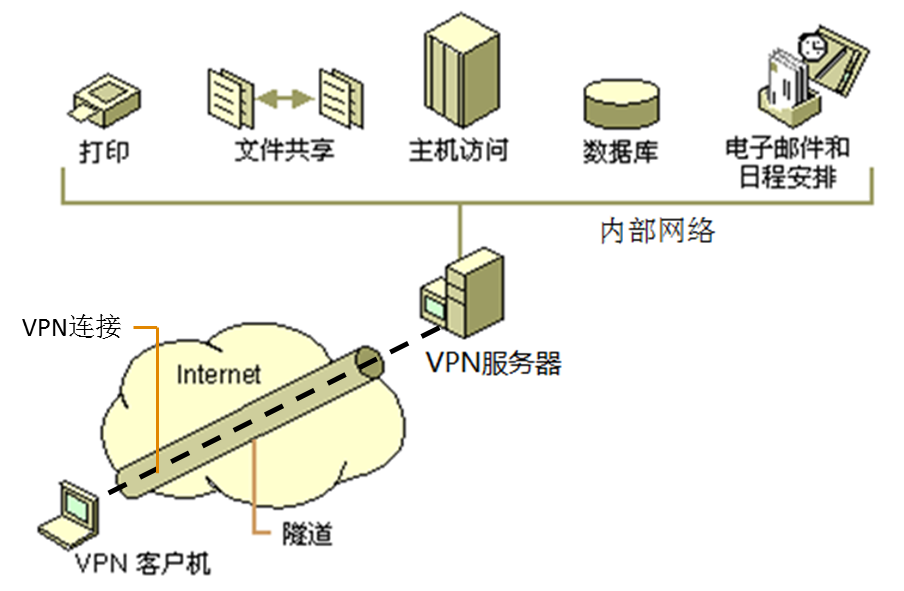 打印
文件共享
主机访问
数据库
电子邮件和
日程安排
内部网络
VPN连接
VPN服务器
Internet
隧道
VPN 客户机